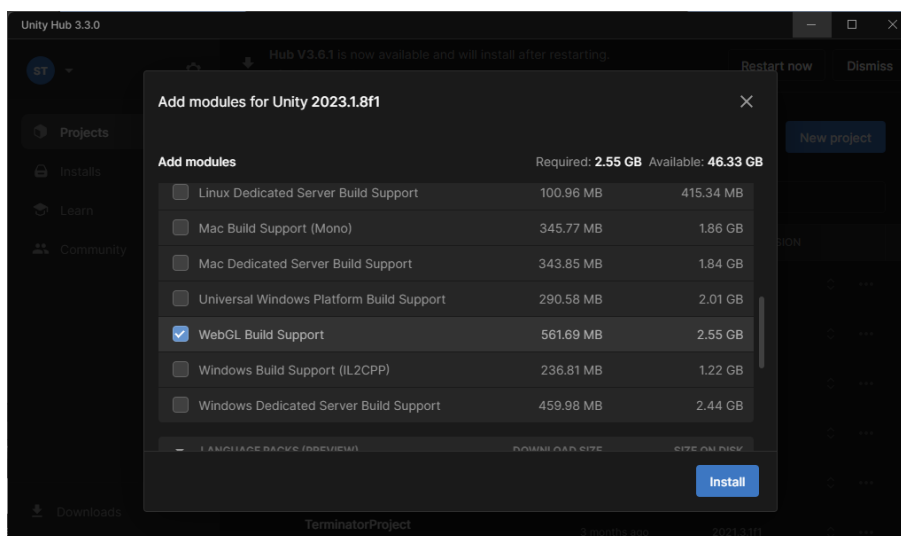 Unity Hub 3.3.0
ST
Hub V3.6.1 is now available and will install after restarting.
Restart now
Dismiss
Add modules for Unity 2023.1.8f1
Projects
New project
Add modules
Required: 2.55 GB Available: 46.33 GB
Installs
Linux Dedicated Server Build Support 100.96 MB 415.34 MB
Learn
Mac Build Support (Mono) 345.77 MB 1.86 GB
Community
Mac Dedicated Server Build Support 343.85 MB 1.84 GB
Universal Windows Platform Build Support 290.58 MB 2.01 GB
WebGL Build Support 561.69 MB 2.55 GB
Windows Build Support (IL2CPP) 236.81 MB 1.22 GB
Windows Dedicated Server Build Support 459.98 MB 2.44 GB
LANGUAGE PACKS (PREVIEW) DOWNLOAD SIZE SIZE ON DISK
Install
Downloads
TerminatorProject
3 months ago